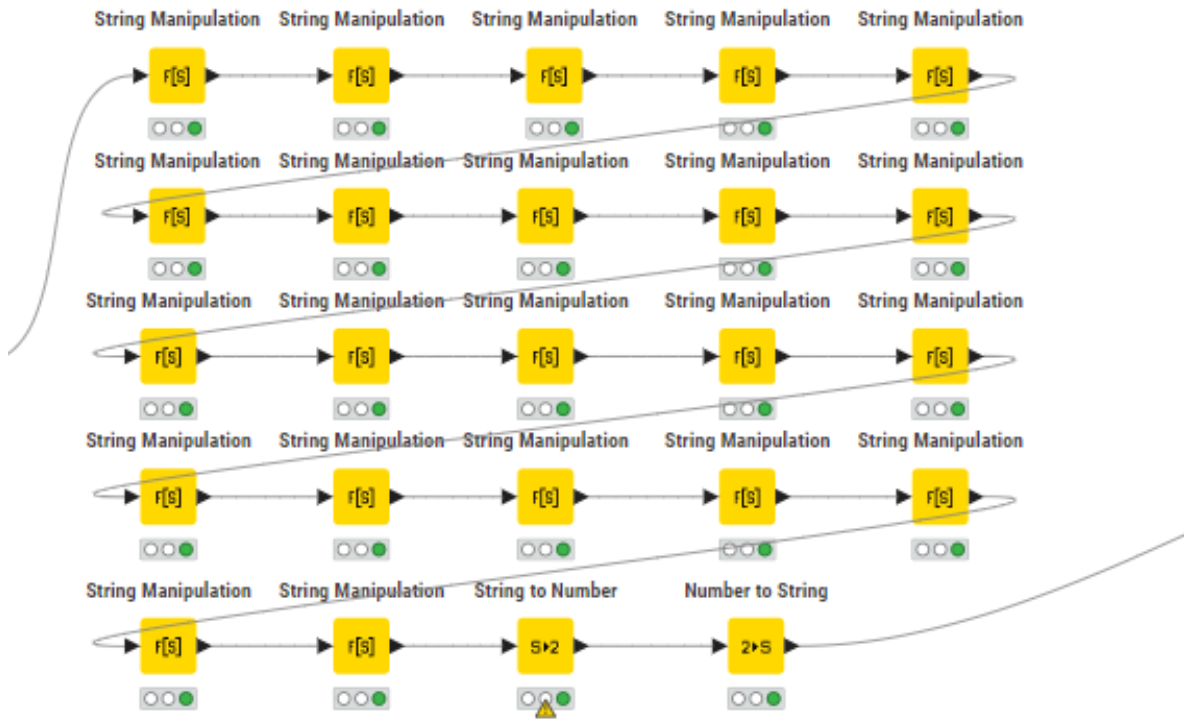 String Manipulation String Manipulation String Manipulation String Manipulation String Manipulation
F[S] F[S] F[S] F[S] F[S]
String Manipulation String Manipulation String Manipulation String Manipulation String Manipulation
F[S] F[S] F[S] F[S] F[S]
String Manipulation String Manipulation String Manipulation String Manipulation String Manipulation
F[S] F[S] F[S] F[S] F[S]
String Manipulation String Manipulation String Manipulation String Manipulation String Manipulation
F[S] F[S] F[S] F[S] F[S]
String Manipulation String Manipulation String to Number Number to String
F[S] F[S] S▸2 2▸S